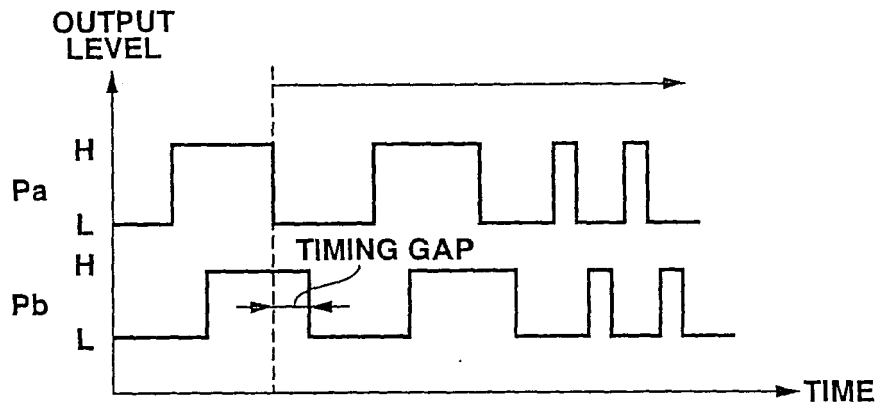 OUTPUT
LEVEL
H
Pa
L
H
TIMING GAP
Pb
L
TIME